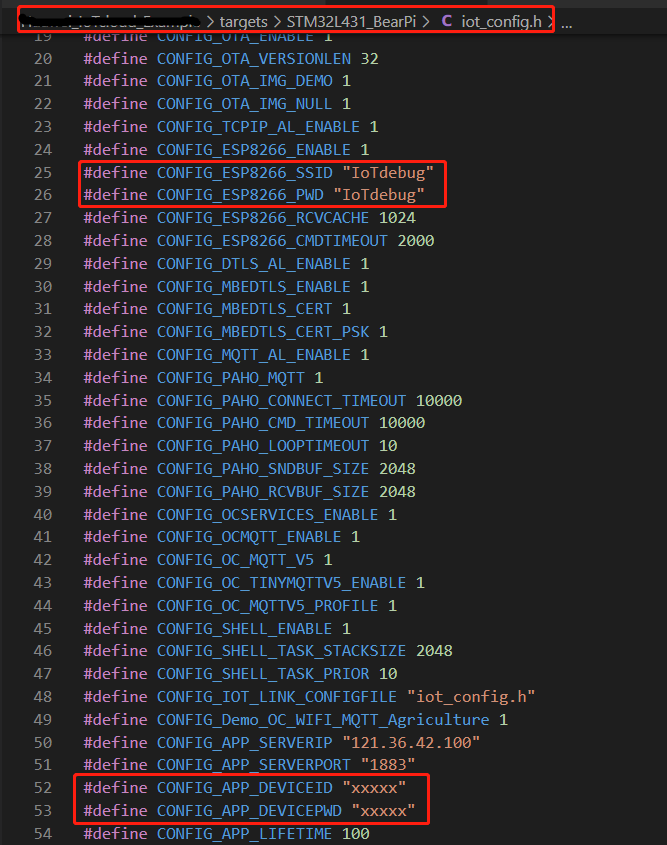 > targets > STM32L431_BearPi > C iot_config.h > ...
19 #define CONFIG_OTA_ENABLE 1
20 #define CONFIG_OTA_VERSIONLEN 32
21 #define CONFIG_OTA_IMG_DEMO 1
22 #define CONFIG_OTA_IMG_NULL 1
23 #define CONFIG_TCPIP_AL_ENABLE 1
24 #define CONFIG_ESP8266_ENABLE 1
25 #define CONFIG_ESP8266_SSID "IoTdebug"
26 #define CONFIG_ESP8266_PWD "IoTdebug"
27 #define CONFIG_ESP8266_RCVCACHE 1024
28 #define CONFIG_ESP8266_CMDTIMEOUT 2000
29 #define CONFIG_DTLS_AL_ENABLE 1
30 #define CONFIG_MBEDTLS_ENABLE 1
31 #define CONFIG_MBEDTLS_CERT 1
32 #define CONFIG_MBEDTLS_CERT_PSK 1
33 #define CONFIG_MQTT_AL_ENABLE 1
34 #define CONFIG_PAHO_MQTT 1
35 #define CONFIG_PAHO_CONNECT_TIMEOUT 10000
36 #define CONFIG_PAHO_CMD_TIMEOUT 10000
37 #define CONFIG_PAHO_LOOPTIMEOUT 10
38 #define CONFIG_PAHO_SNDBUF_SIZE 2048
39 #define CONFIG_PAHO_RCVBUF_SIZE 2048
40 #define CONFIG_OCSERVICES_ENABLE 1
41 #define CONFIG_OCMQTT_ENABLE 1
42 #define CONFIG_OC_MQTT_V5 1
43 #define CONFIG_OC_TINYMQTTV5_ENABLE 1
44 #define CONFIG_OC_MQTTV5_PROFILE 1
45 #define CONFIG_SHELL_ENABLE 1
46 #define CONFIG_SHELL_TASK_STACKSIZE 2048
47 #define CONFIG_SHELL_TASK_PRIOR 10
48 #define CONFIG_IOT_LINK_CONFIGFILE "iot_config.h"
49 #define CONFIG_Demo_OC_WIFI_MQTT_Agriculture 1
50 #define CONFIG_APP_SERVERIP "121.36.42.100"
51 #define CONFIG_APP_SERVERPORT "1883"
52 #define CONFIG_APP_DEVICEID "xxxxx"
53 #define CONFIG_APP_DEVICEPWD "xxxxx"
54 #define CONFIG_APP_LIFETIME 100